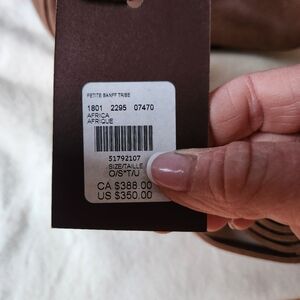 PETITE BANFF TRIBE
1801 2295 07470
AFRICA
AFRIQUE
51792107
SIZE/TAILLE
O/S*T/U
CA $388.00
US $350.00